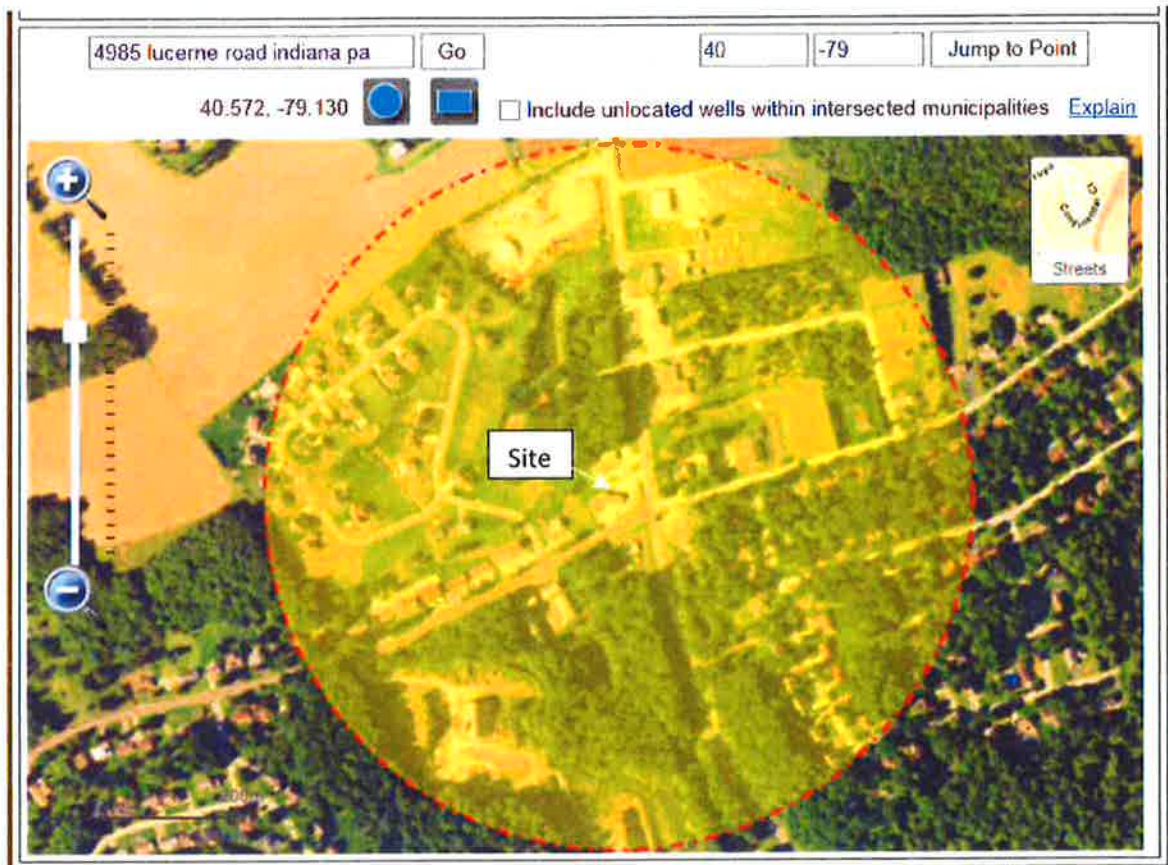 4985 lucerne road indiana pa Go 40 -79 Jump to Point
40.572, -79.130 Include unlocated wells within intersected municipalities Explain
Streets
Site